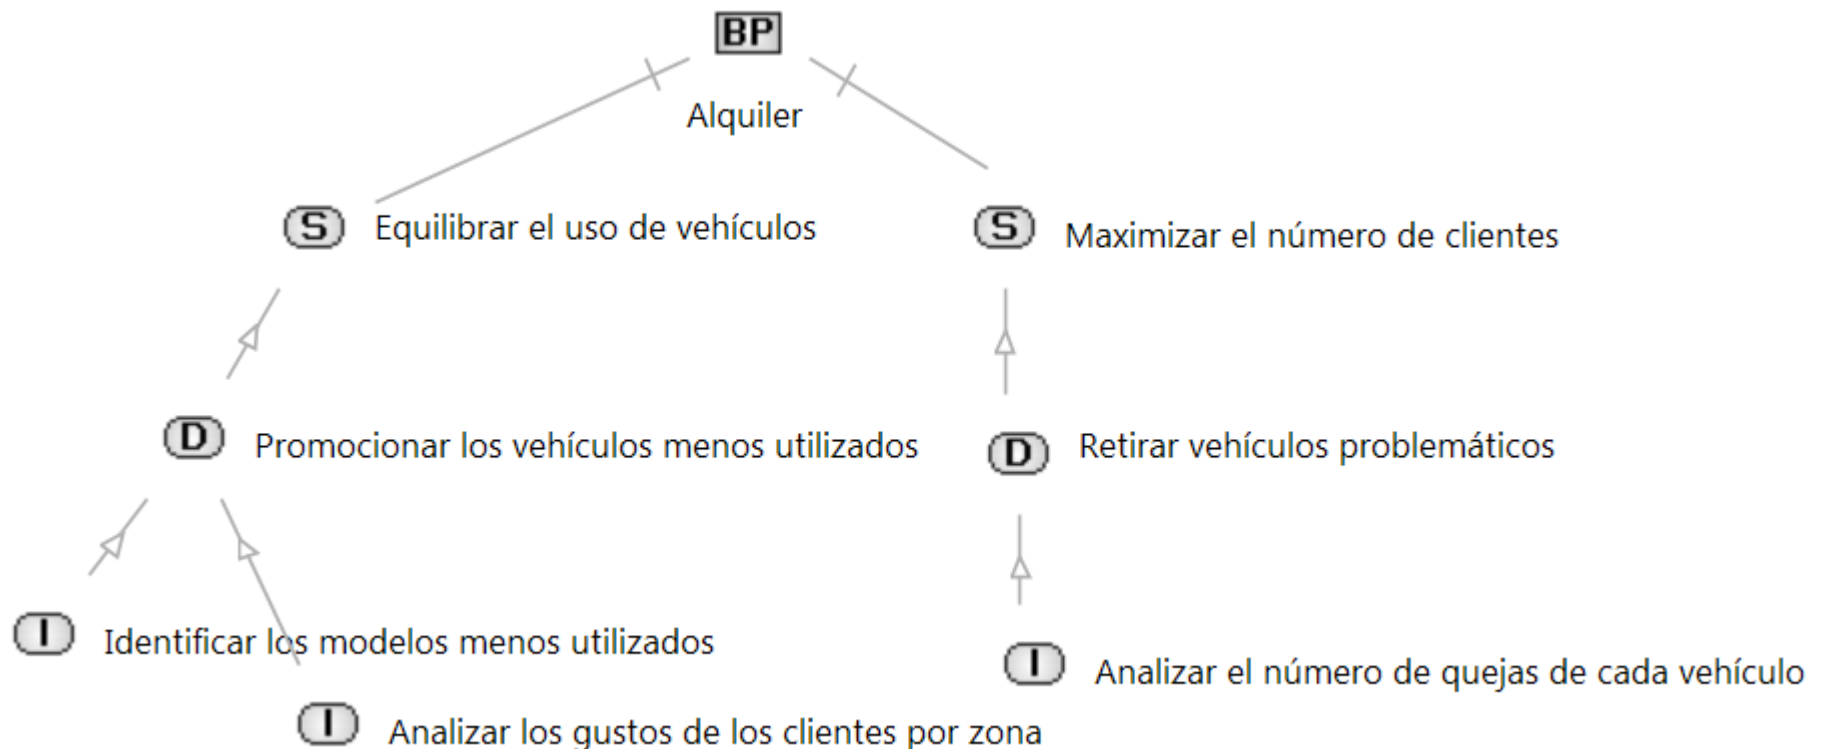 BP
Alquiler
S Equilibrar el uso de vehículos
S Maximizar el número de clientes
D Promocionar los vehículos menos utilizados
D Retirar vehículos problemáticos
I Identificar los modelos menos utilizados
I Analizar el número de quejas de cada vehículo
I Analizar los gustos de los clientes por zona